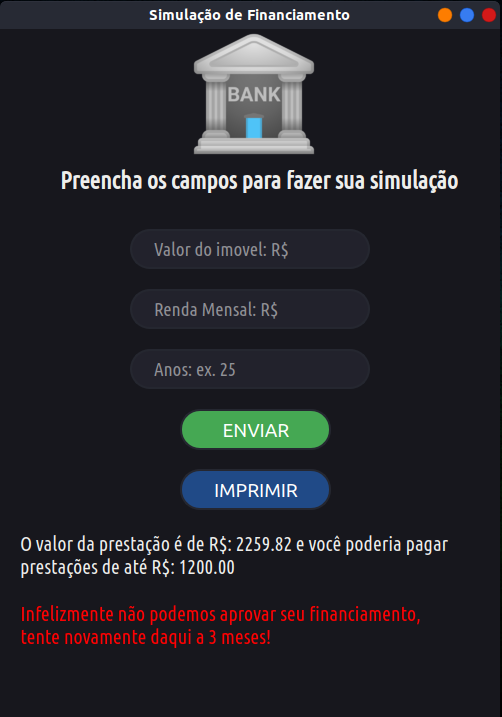 Simulação de Financiamento
BANK
Preencha os campos para fazer sua simulação
Valor do imovel: R$
Renda Mensal: R$
Anos: ex. 25
ENVIAR
IMPRIMIR
O valor da prestação é de R$: 2259.82 e você poderia pagar
prestações de até R$: 1200.00
Infelizmente não podemos aprovar seu financiamento,
tente novamente daqui a 3 meses!